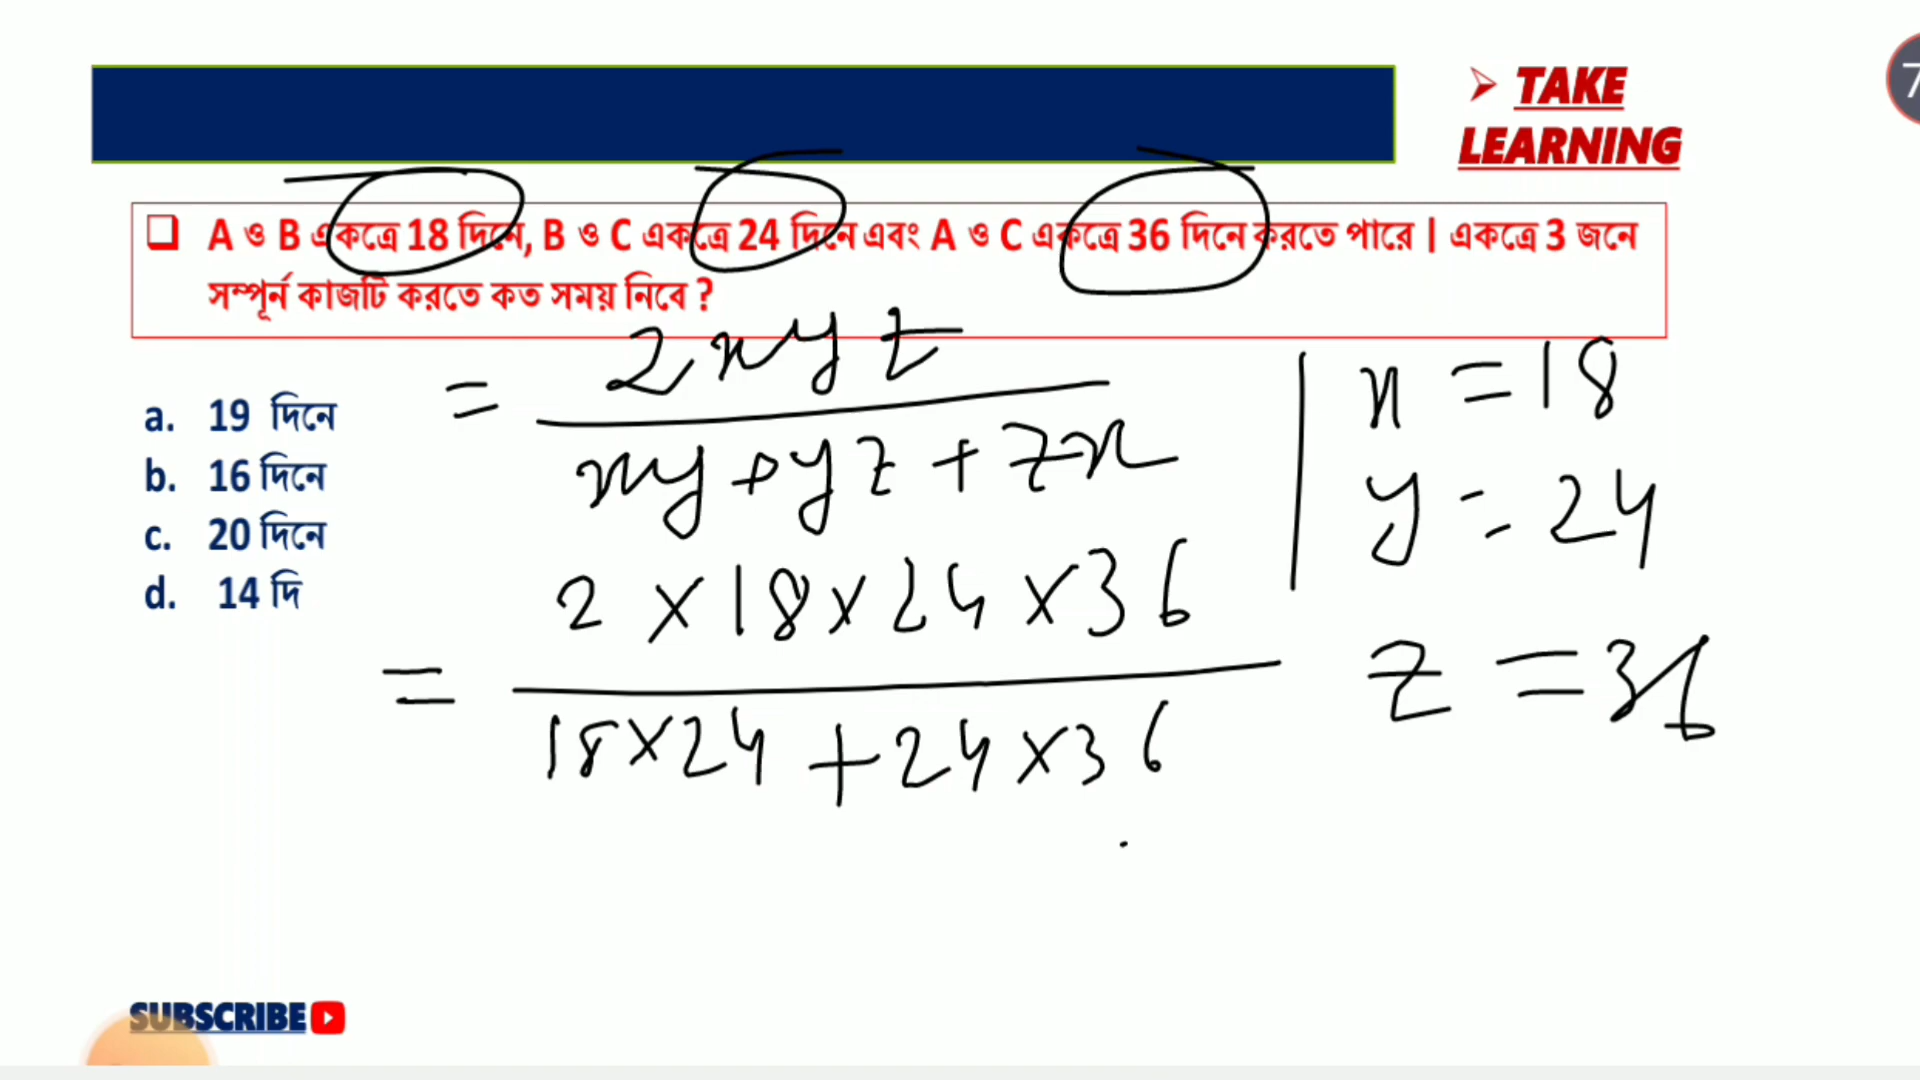 7
➢ TAKE
LEARNING
❑ A ও B একত্রে 18 দিনে, B ও C একত্রে 24 দিনে এবং A ও C একত্রে 36 দিনে করতে পারে | একত্রে 3 জনে
সম্পূর্ন কাজটি করতে কত সময় নিবে ?
a. 19 দিনে
b. 16 দিনে
c. 20 দিনে
d. 14 দি
= 2xyz
xy+yz+zx
= 2×18×24×36
18×24+24×36
x=18
y=24
z=36
SUBSCRIBE